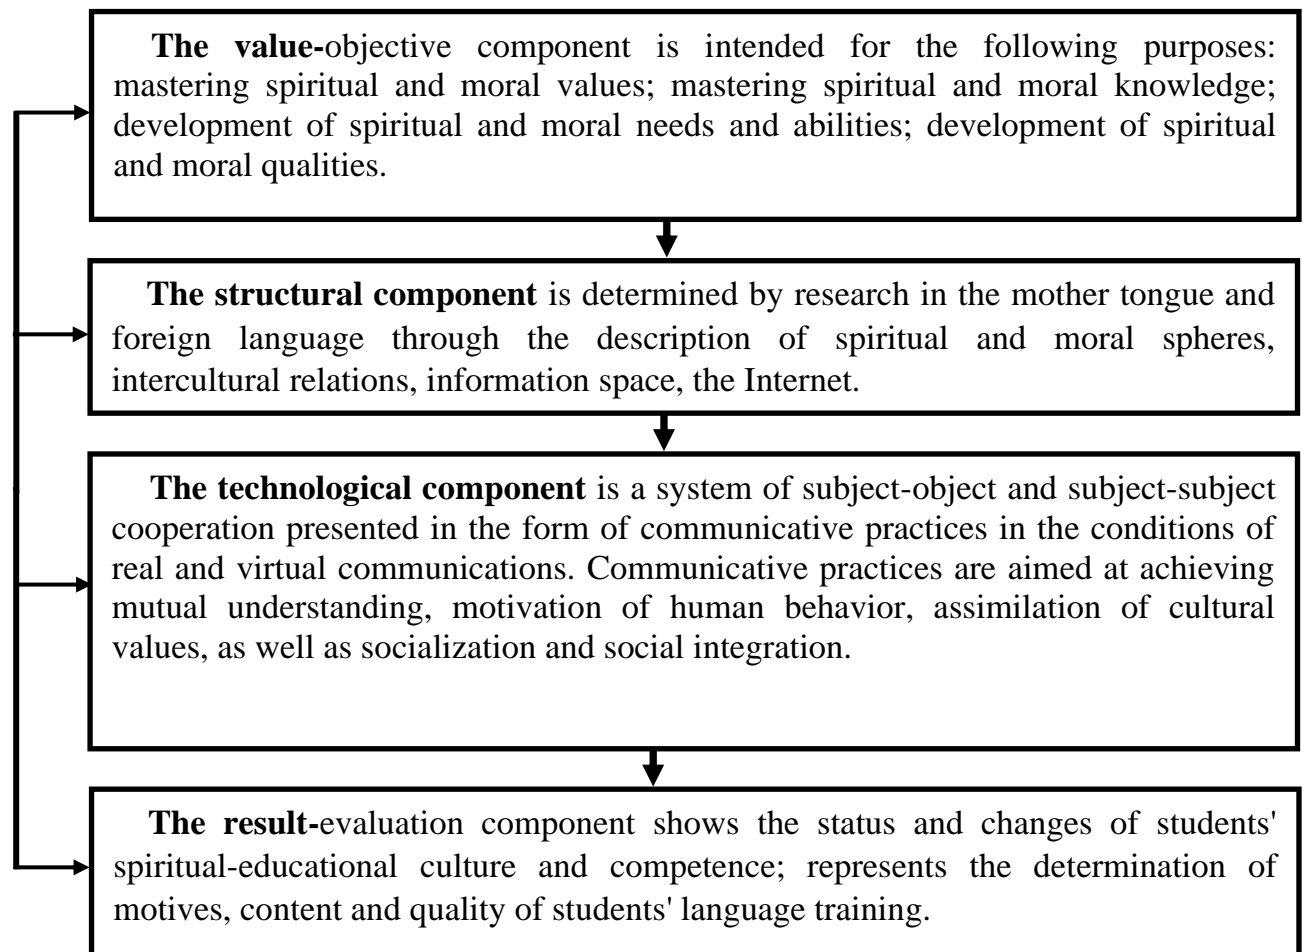 The value-objective component is intended for the following purposes:
mastering spiritual and moral values; mastering spiritual and moral knowledge;
development of spiritual and moral needs and abilities; development of spiritual
and moral qualities.
The structural component is determined by research in the mother tongue and
foreign language through the description of spiritual and moral spheres,
intercultural relations, information space, the Internet.
The technological component is a system of subject-object and subject-subject
cooperation presented in the form of communicative practices in the conditions of
real and virtual communications. Communicative practices are aimed at achieving
mutual understanding, motivation of human behavior, assimilation of cultural
values, as well as socialization and social integration.
The result-evaluation component shows the status and changes of students'
spiritual-educational culture and competence; represents the determination of
motives, content and quality of students' language training.